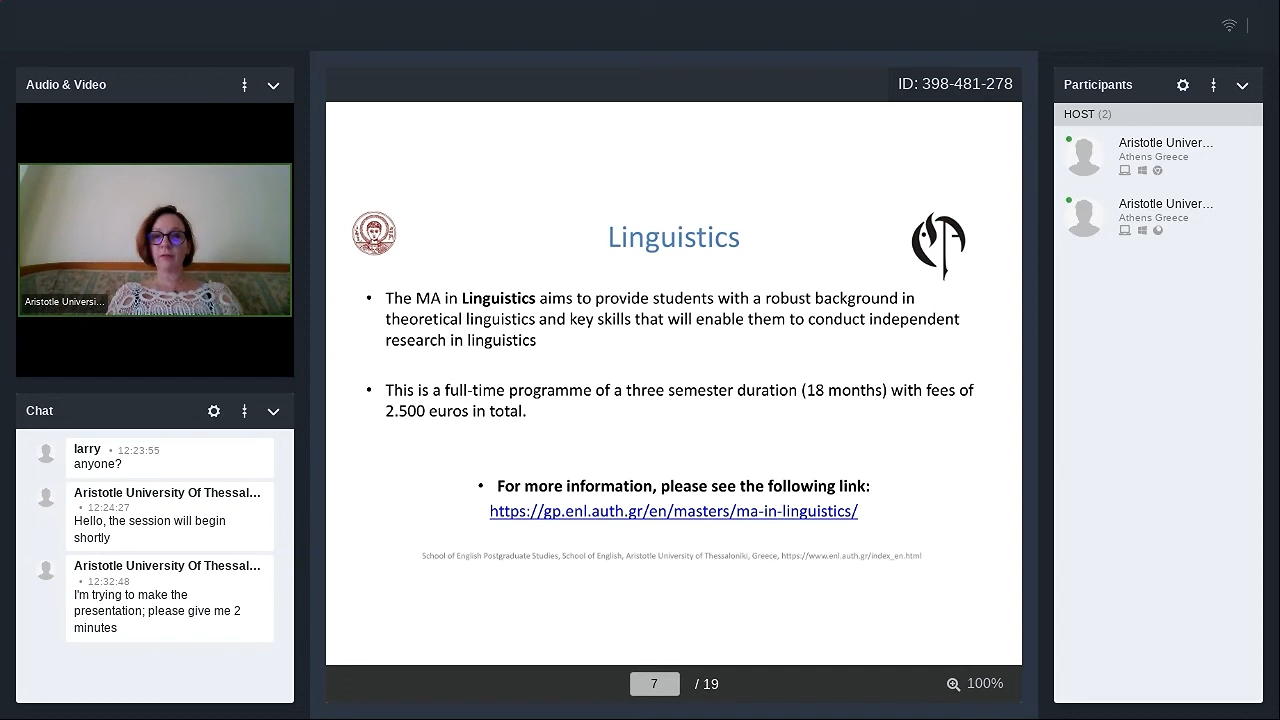 ID: 398-481-278
Audio & Video
Aristotle Universi...
Chat
larry • 12:23:55
anyone?
Aristotle University Of Thessal...
• 12:24:27
Hello, the session will begin
shortly
Aristotle University Of Thessal...
• 12:32:48
I'm trying to make the
presentation; please give me 2
minutes
Linguistics
• The MA in Linguistics aims to provide students with a robust background in
theoretical linguistics and key skills that will enable them to conduct independent
research in linguistics
• This is a full-time programme of a three semester duration (18 months) with fees of
2.500 euros in total.
• For more information, please see the following link:
https://gp.enl.auth.gr/en/masters/ma-in-linguistics/
School of English Postgraduate Studies, School of English, Aristotle University of Thessaloniki, Greece, https://www.enl.auth.gr/index_en.html
7 / 19
100%
Participants
HOST (2)
Aristotle Univer...
Athens Greece
Aristotle Univer...
Athens Greece